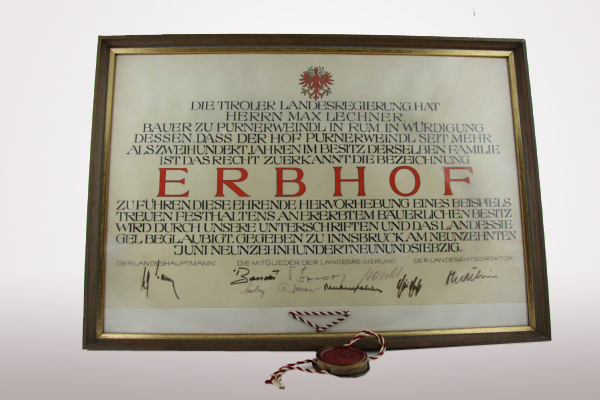 DIE TIROLER LANDESREGIERUNG HAT
HERRN MAX LECHNER
BAUER ZU PURNERWEINDL IN RUM IN WÜRDIGUNG
DESSEN DASS DER HOF PURNERWEINDL SEIT MEHR
ALS ZWEIHUNDERT JAHREN IM BESITZ DERSELBEN FAMILIE
IST DAS RECHT ZUERKANNT DIE BEZEICHNUNG
ERBHOF
ZU FÜHREN DIESE EHRENDE HERVORHEBUNG EINES BEISPIELS
TREUEN FESTHALTENS AN ERERBTEM BÄUERLICHEN BESITZ
WIRD DURCH UNSERE UNTERSCHRIFTEN UND DAS LANDESSIE
GEL BEGLAUBIGT. GEGEBEN ZU INNSBRUCK AM NEUNZEHNTEN
JUNI NEUNZEHNHUNDERTNEUNUNDSIEBZIG.
DER LANDESHAUPTMANN: DIE MITGLIEDER DER LANDESREGIERUNG: DER LANDESAMTSDIREKTOR: